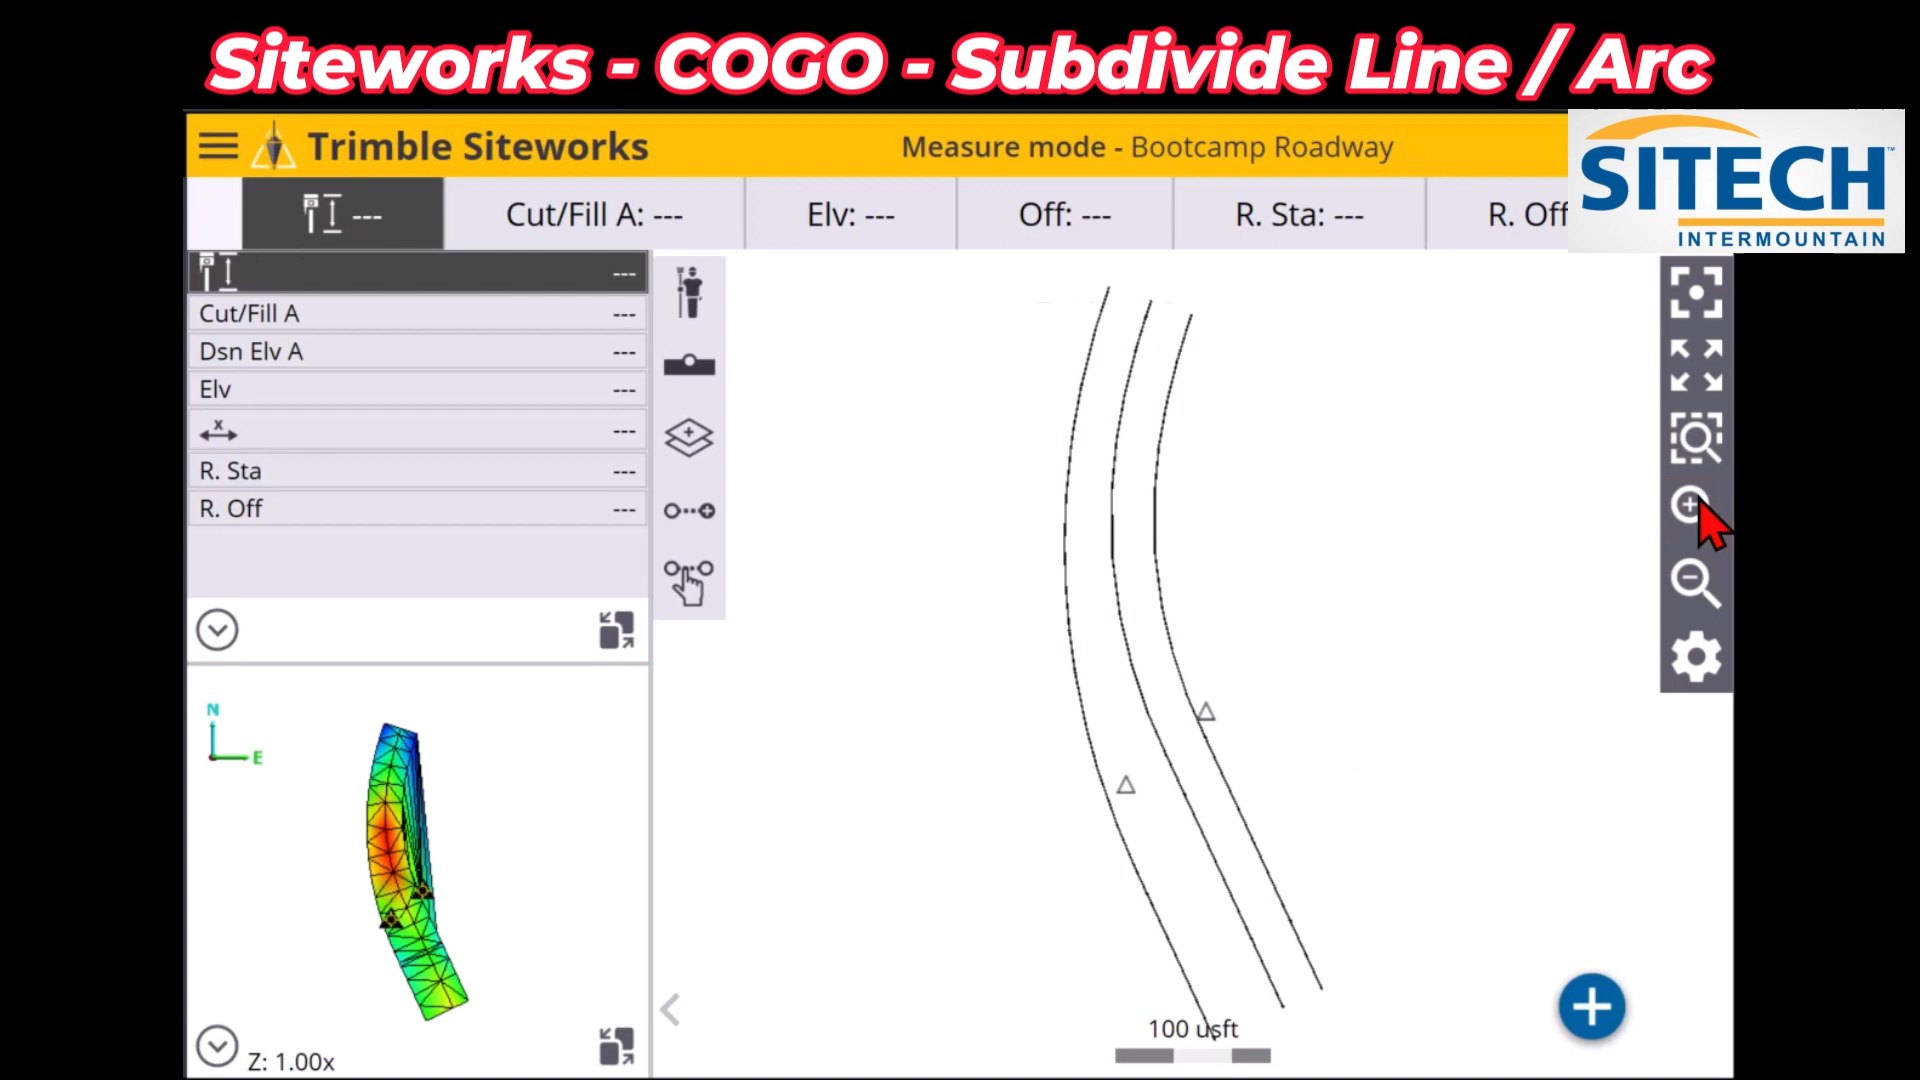 Siteworks - COGO - Subdivide Line / Arc
Trimble Siteworks
Measure mode - Bootcamp Roadway
SITECH™
INTERMOUNTAIN
---
Cut/Fill A: ---
Elv: ---
Off: ---
R. Sta: ---
R. Off
---
Cut/Fill A ---
Dsn Elv A ---
Elv ---
x ---
R. Sta ---
R. Off ---
N
E
Z: 1.00x
100 usft